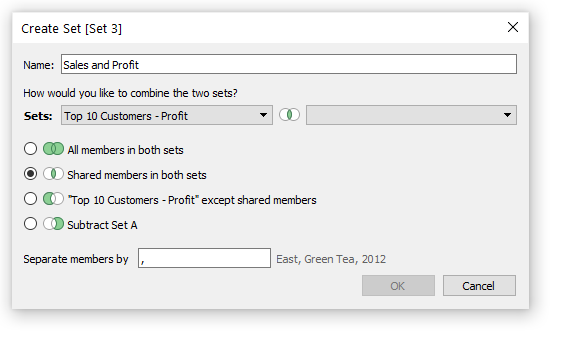 Create Set [Set 3]
Name: Sales and Profit
How would you like to combine the two sets?
Sets: Top 10 Customers - Profit
All members in both sets
Shared members in both sets
"Top 10 Customers - Profit" except shared members
Subtract Set A
Separate members by , East, Green Tea, 2012
OK Cancel